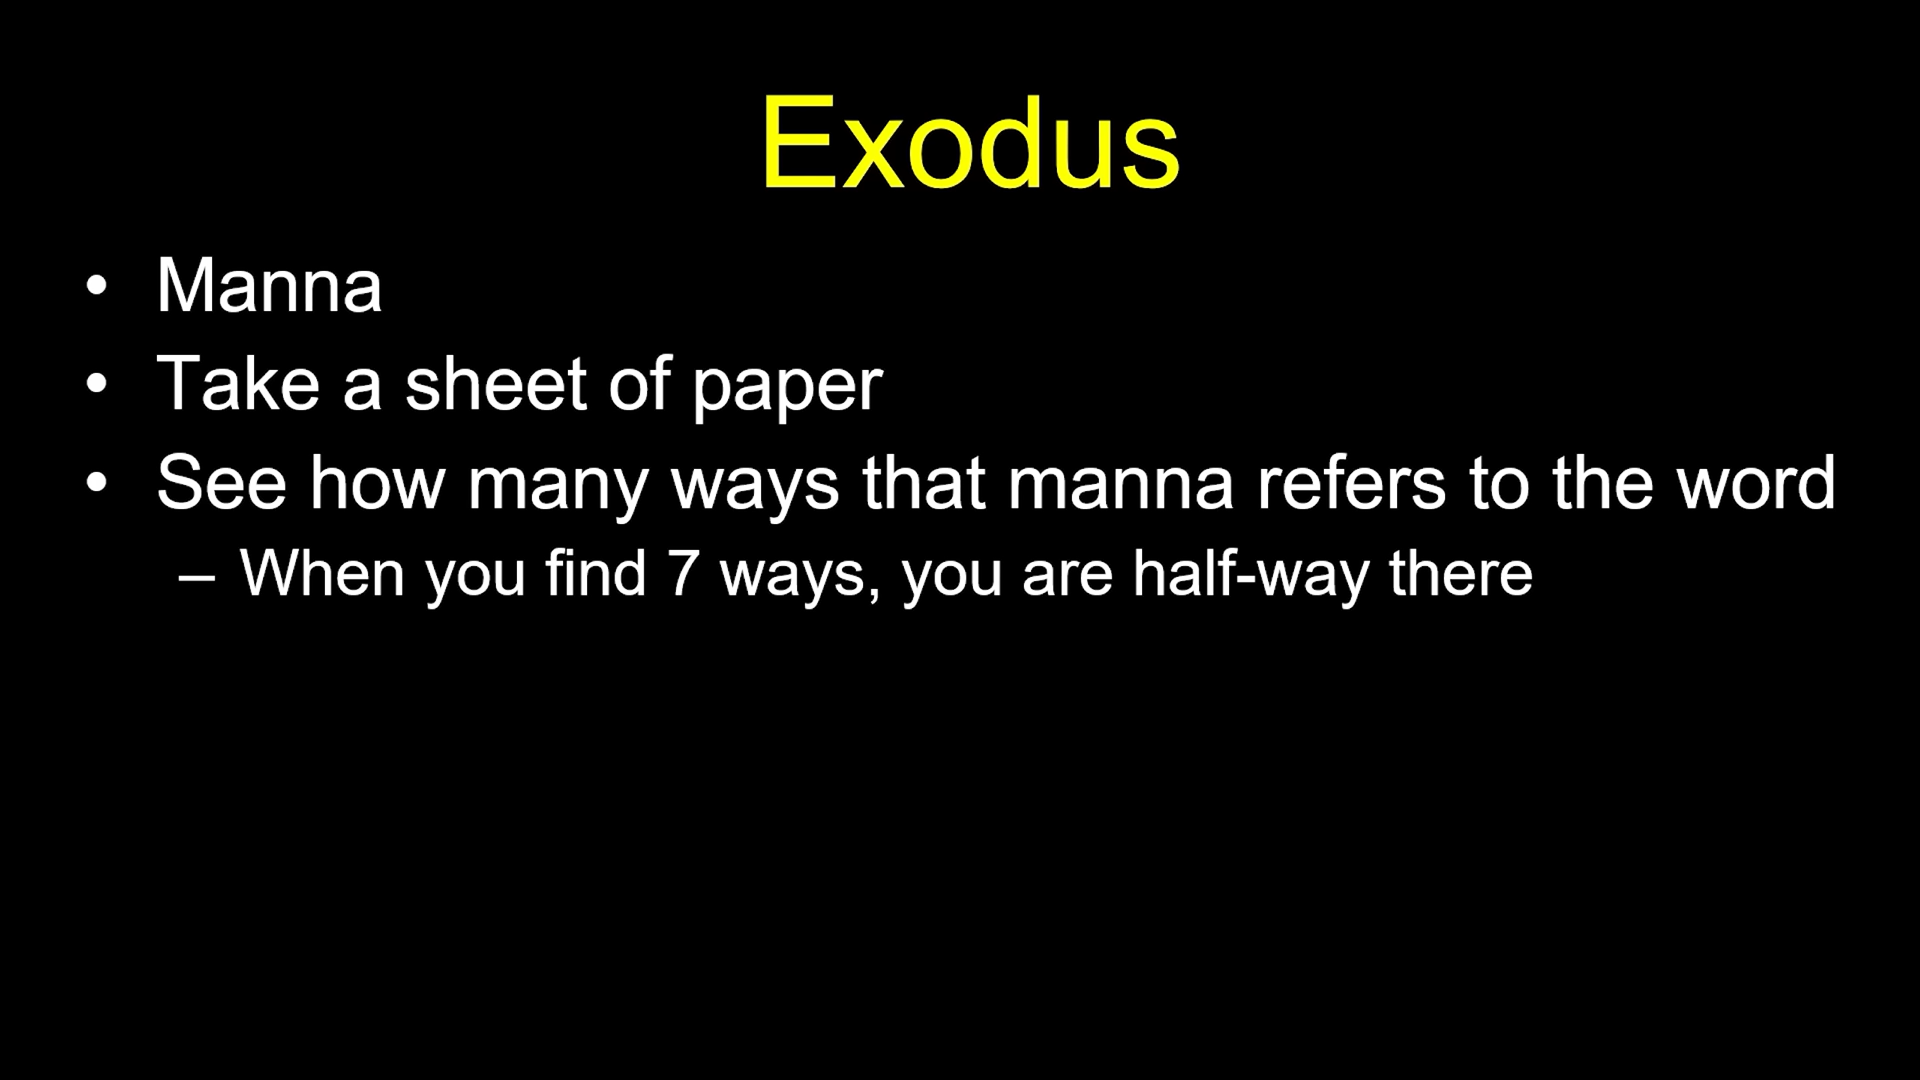 Exodus
• Manna
• Take a sheet of paper
• See how many ways that manna refers to the word
– When you find 7 ways, you are half-way there